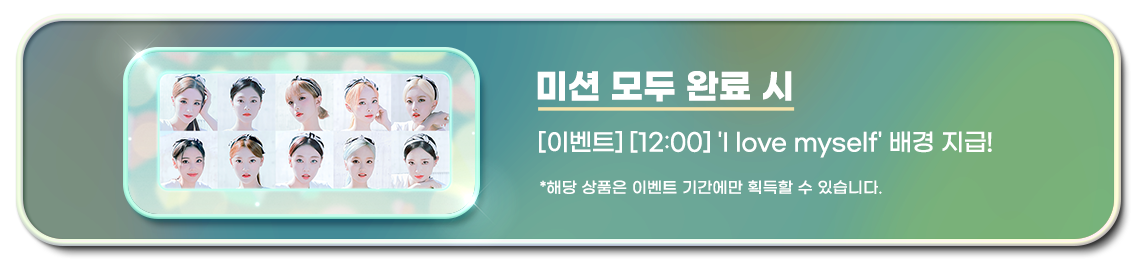 미션 모두 완료 시
[이벤트] [12:00] 'I love myself' 배경 지급!
*해당 상품은 이벤트 기간에만 획득할 수 있습니다.